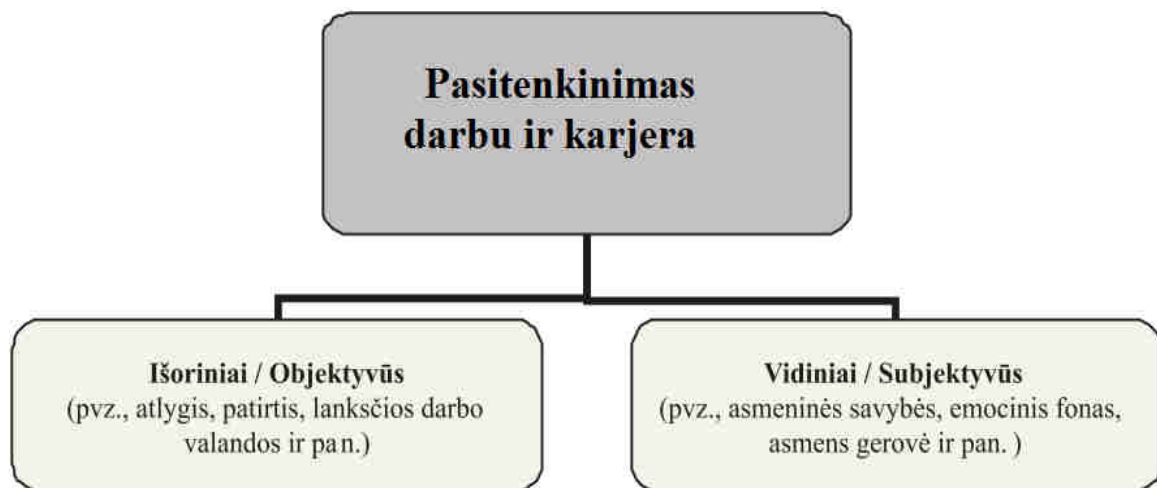 Pasitenkinimas
darbu ir karjera
Išoriniai / Objektyvūs
(pvz., atlygis, patirtis, lanksčios darbo
valandos ir pan.)
Vidiniai / Subjektyvūs
(pvz., asmeninės savybės, emocinis fonas,
asmens gerovė ir pan. )